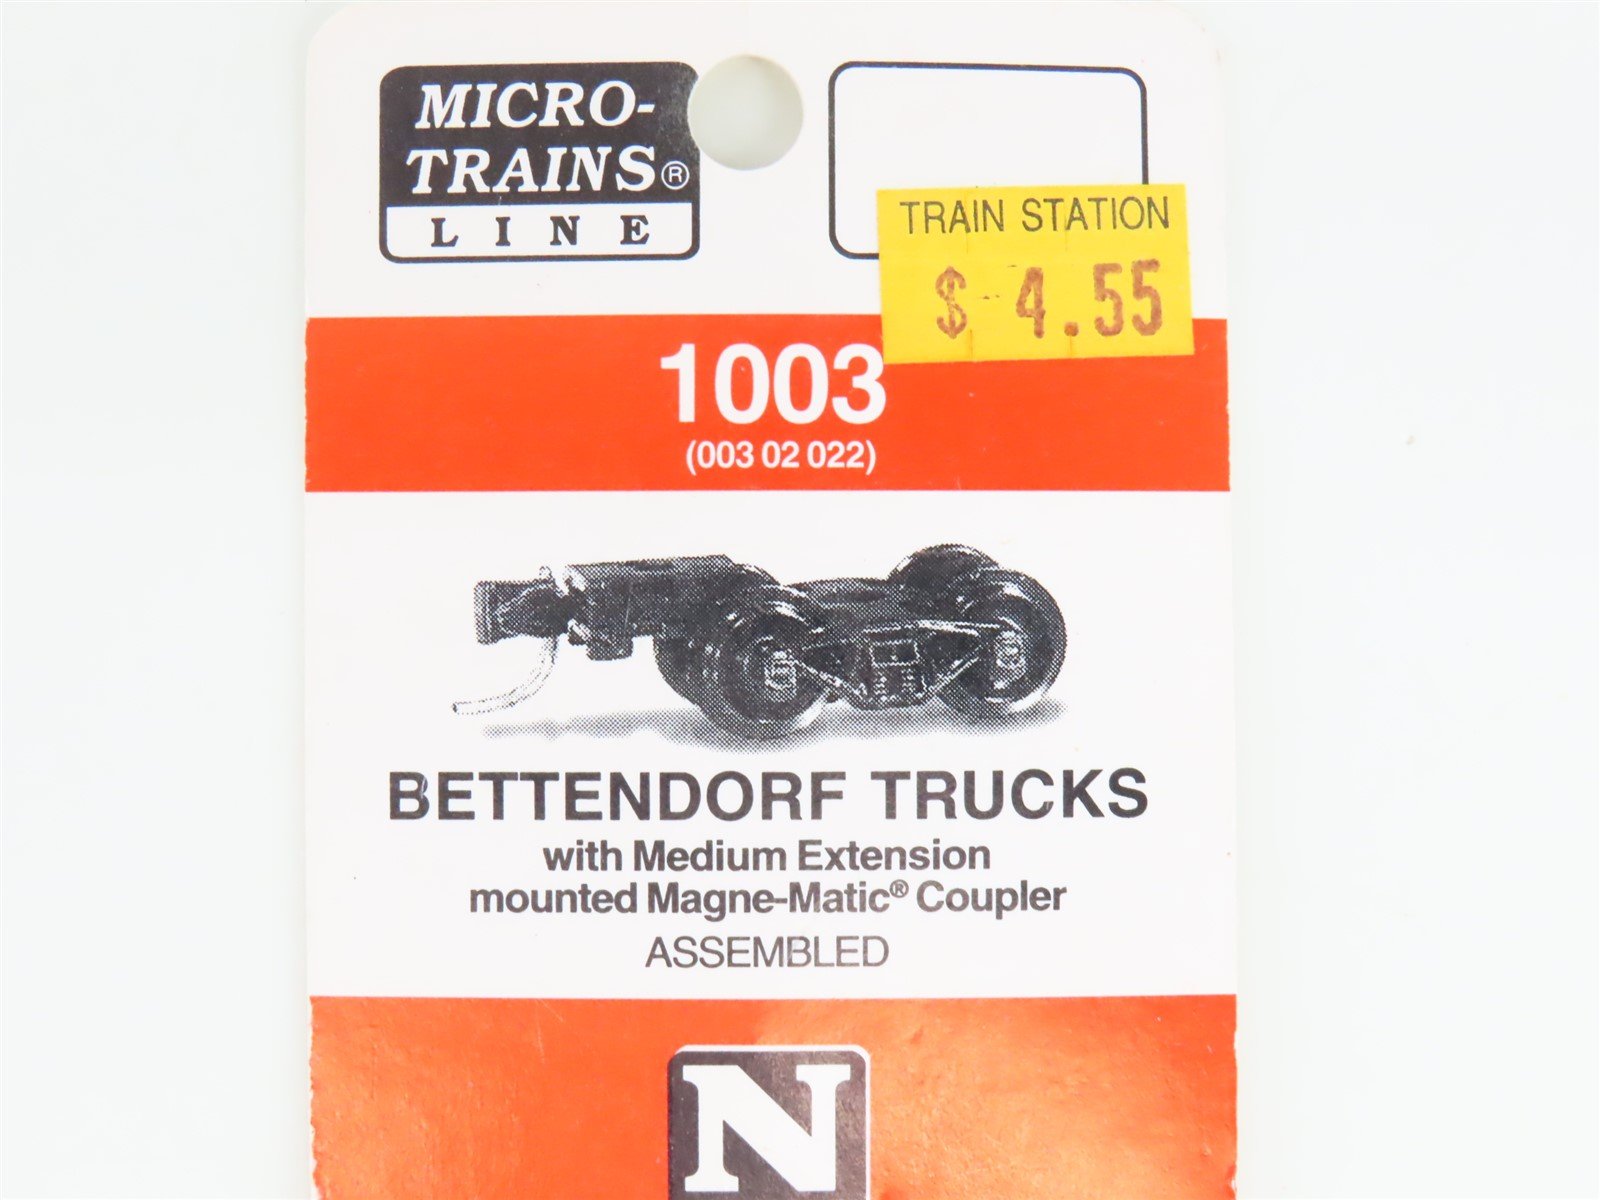 MICRO-
TRAINS®
LINE
TRAIN STATION
$ 4.55
1003
(003 02 022)
BETTENDORF TRUCKS
with Medium Extension
mounted Magne-Matic® Coupler
ASSEMBLED
N